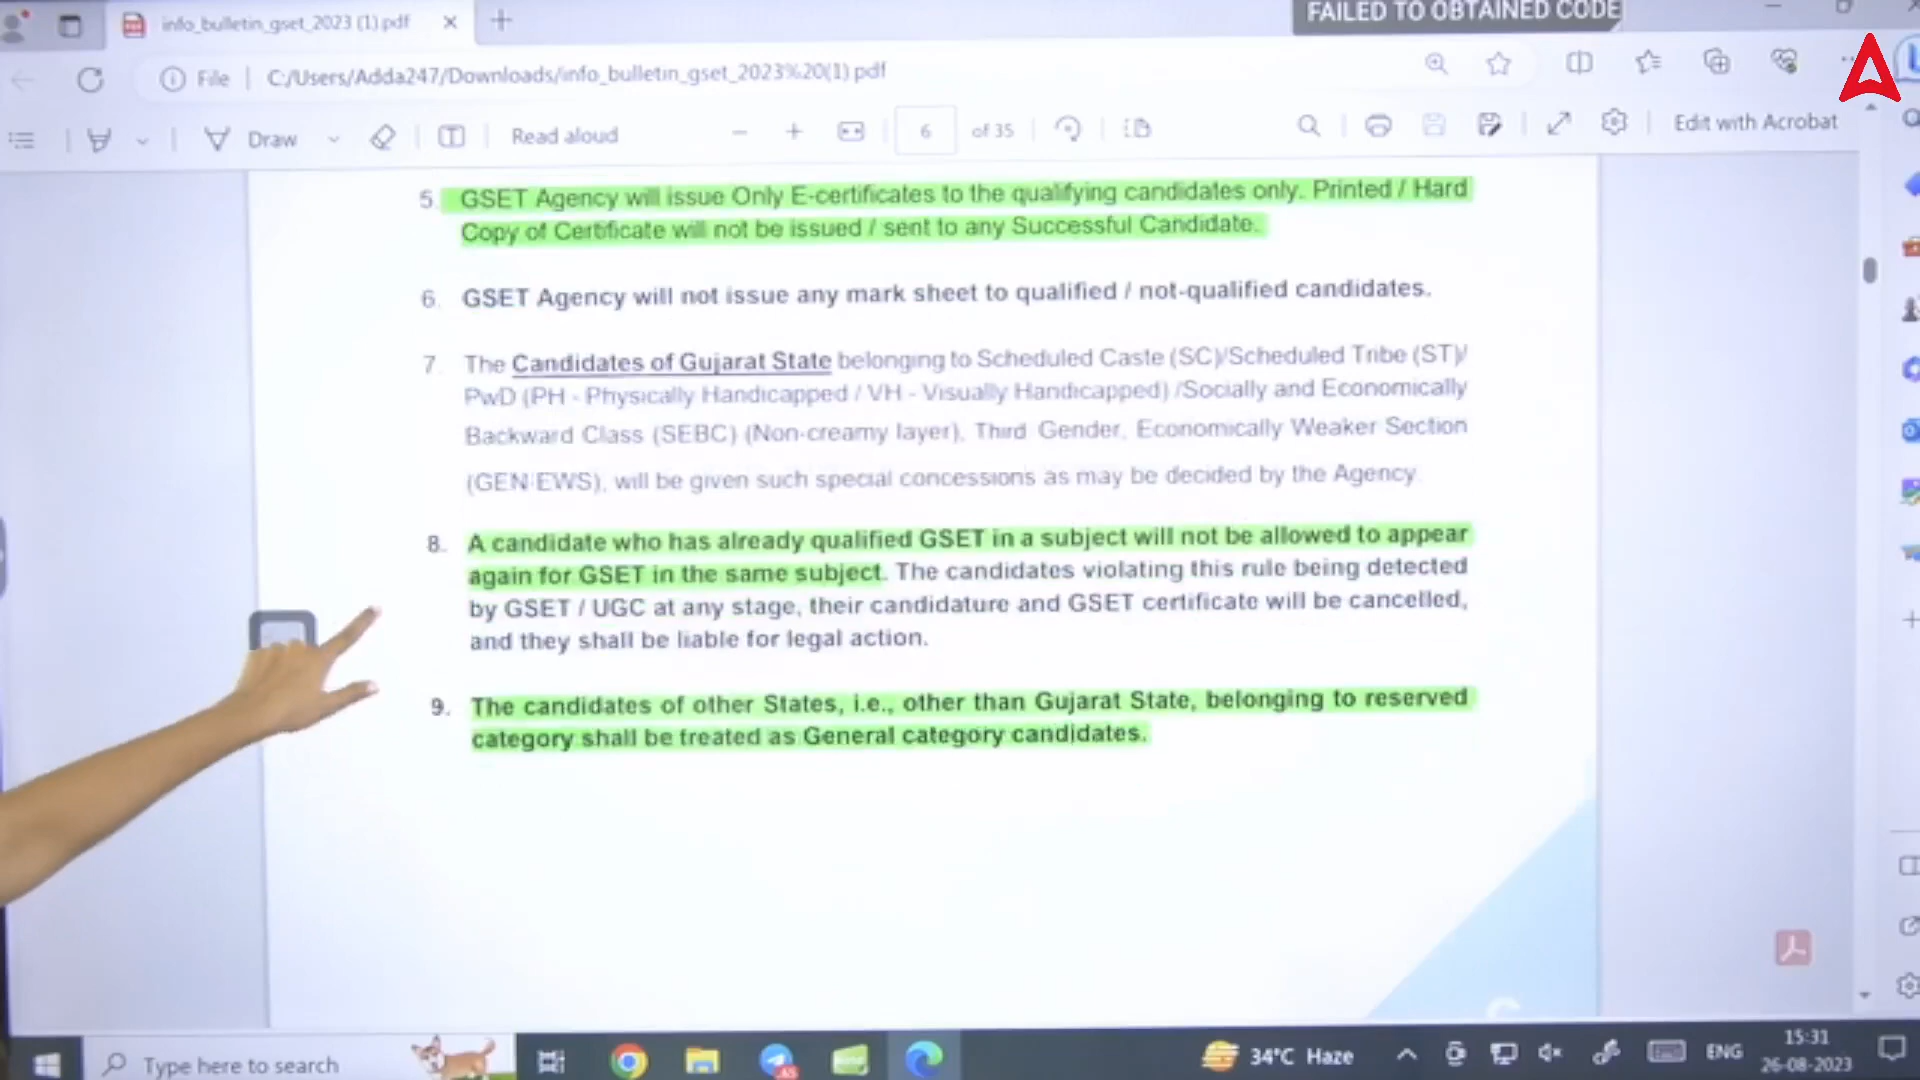 info_bulletin_gset_2023 (1).pdf
FAILED TO OBTAINED CODE
File
C:/Users/Adda247/Downloads/info_bulletin_gset_2023%20(1).pdf
Draw
Read aloud
6 of 35
Edit with Acrobat
5. GSET Agency will issue Only E-certificates to the qualifying candidates only. Printed / Hard
Copy of Certificate will not be issued / sent to any Successful Candidate.
6. GSET Agency will not issue any mark sheet to qualified / not-qualified candidates.
7. The Candidates of Gujarat State belonging to Scheduled Caste (SC)/Scheduled Tribe (ST)/
PwD (PH - Physically Handicapped / VH - Visually Handicapped) /Socially and Economically
Backward Class (SEBC) (Non-creamy layer), Third Gender, Economically Weaker Section
(GEN-EWS), will be given such special concessions as may be decided by the Agency.
8. A candidate who has already qualified GSET in a subject will not be allowed to appear
again for GSET in the same subject. The candidates violating this rule being detected
by GSET / UGC at any stage, their candidature and GSET certificate will be cancelled,
and they shall be liable for legal action.
9. The candidates of other States, i.e., other than Gujarat State, belonging to reserved
category shall be treated as General category candidates.
Type here to search
34°C Haze
ENG
15:31
26-08-2023